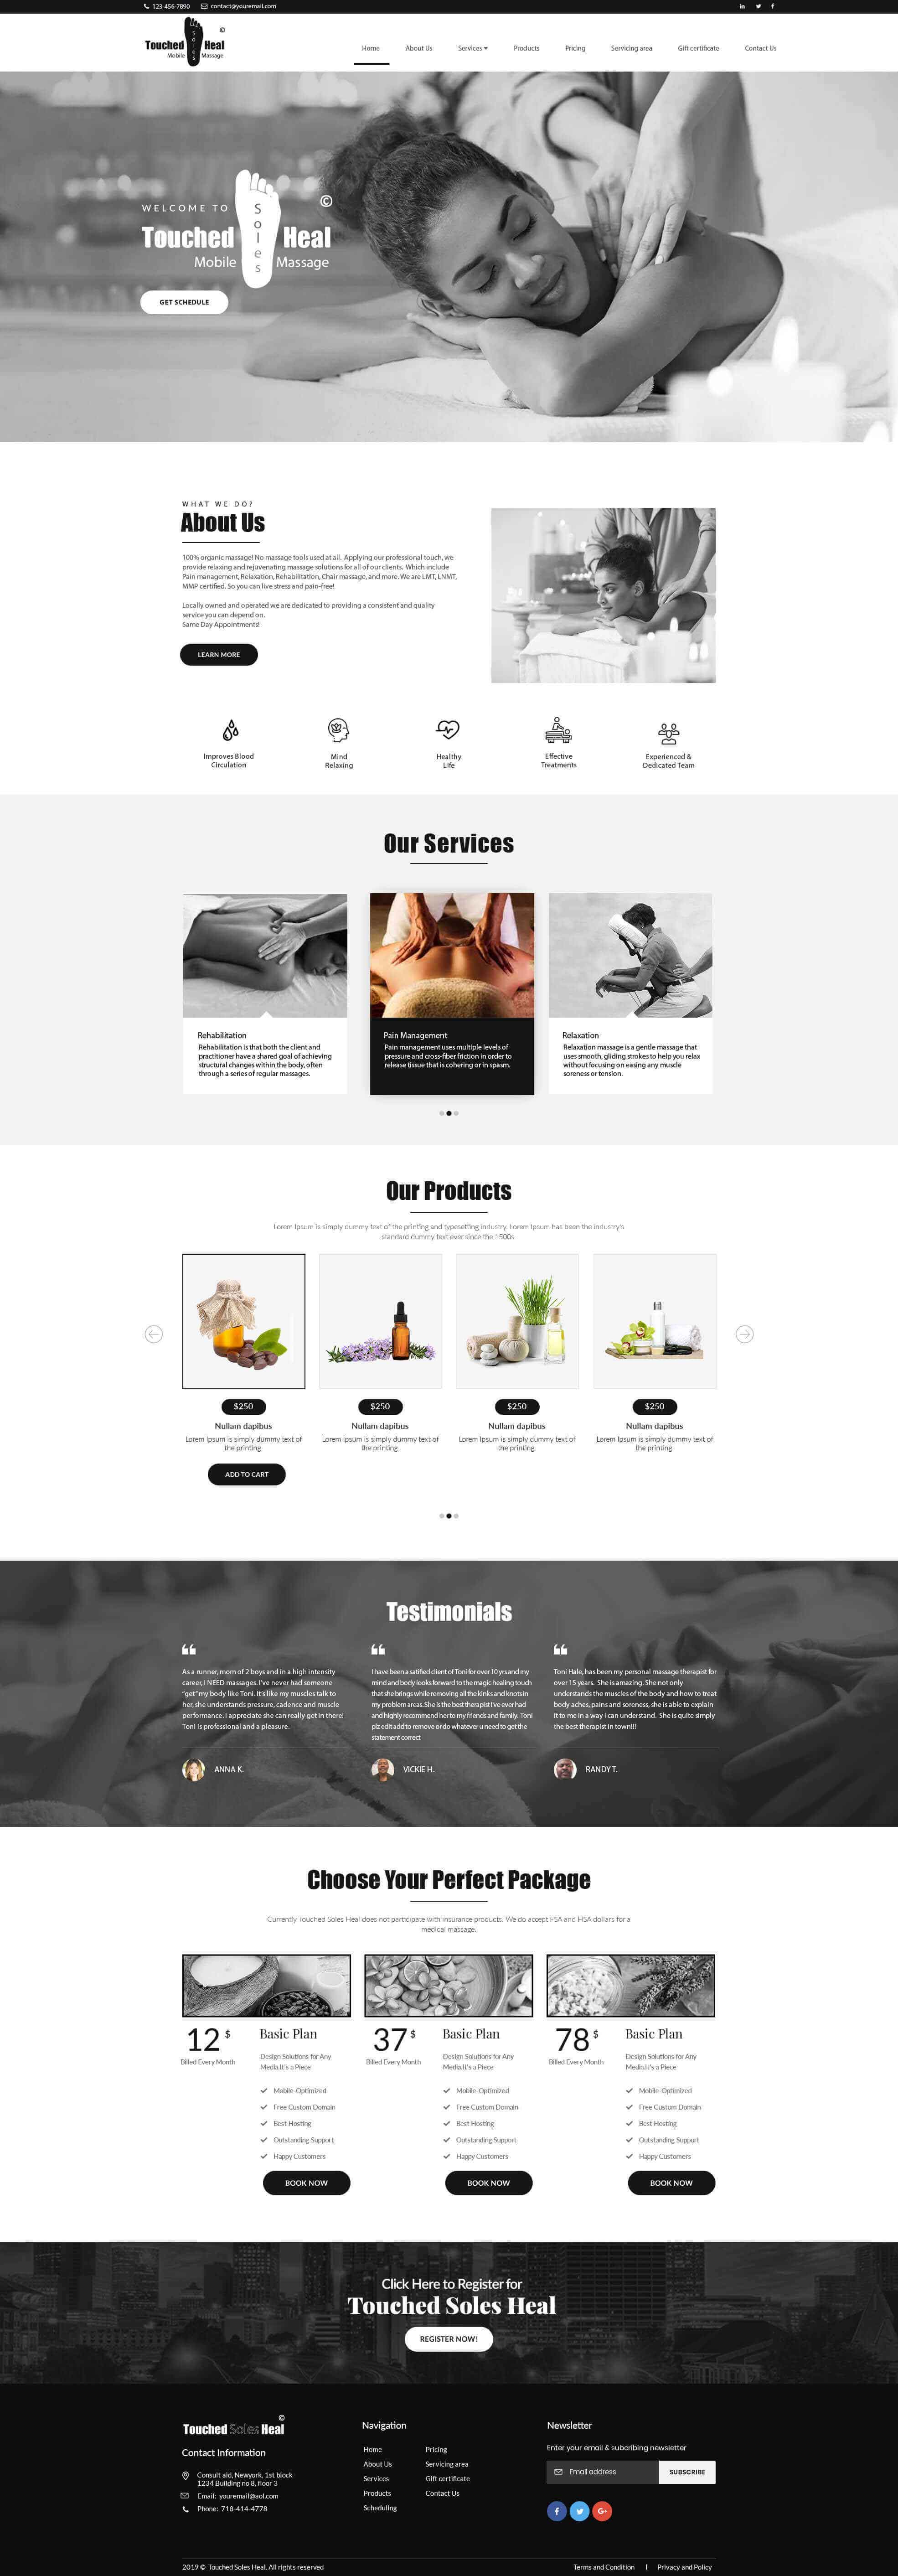 123-456-7890 contact@youremail.com
Touched Soles Heal ©
Mobile Massage
Home About Us Services Products Pricing Servicing area Gift certificate Contact Us
WELCOME TO
Touched Soles Heal ©
Mobile Massage
GET SCHEDULE
WHAT WE DO?
About Us
100% organic massage! No massage tools used at all. Applying our professional touch, we
provide relaxing and rejuvenating massage solutions for all of our clients. Which include
Pain management, Relaxation, Rehabilitation, Chair massage, and more. We are LMT, LNMT,
MMP certified. So you can live stress and pain-free!
Locally owned and operated we are dedicated to providing a consistent and quality
service you can depend on.
Same Day Appointments!
LEARN MORE
Improves Blood
Circulation
Mind
Relaxing
Healthy
Life
Effective
Treatments
Experienced &
Dedicated Team
Our Services
Rehabilitation
Rehabilitation is that both the client and
practitioner have a shared goal of achieving
structural changes within the body, often
through a series of regular massages.
Pain Management
Pain management uses multiple levels of
pressure and cross-fiber friction in order to
release tissue that is cohering or in spasm.
Relaxation
Relaxation massage is a gentle massage that
uses smooth, gliding strokes to help you relax
without focusing on easing any muscle
soreness or tension.
Our Products
Lorem Ipsum is simply dummy text of the printing and typesetting industry. Lorem Ipsum has been the industry's
standard dummy text ever since the 1500s.
$250
Nullam dapibus
Lorem Ipsum is simply dummy text of
the printing.
ADD TO CART
$250
Nullam dapibus
Lorem Ipsum is simply dummy text of
the printing.
$250
Nullam dapibus
Lorem Ipsum is simply dummy text of
the printing.
$250
Nullam dapibus
Lorem Ipsum is simply dummy text of
the printing.
Testimonials
As a runner, mom of 2 boys and in a high intensity
career, I NEED massages. I've never had someone
"get" my body like Toni. It's like my muscles talk to
her, she understands pressure, cadence and muscle
performance. I appreciate she can really get in there!
Toni is professional and a pleasure.
ANNA K.
I have been a satified client of Toni for over 10 yrs and my
mind and body looks forward to the magic healing touch
that she brings while removing all the kinks and knots in
my problem areas. She is the best therapist I've ever had
and highly recommend her to my friends and family. Toni
plz edit add to remove or do whatever u need to get the
statement correct
VICKIE H.
Toni Hale, has been my personal massage therapist for
over 15 years. She is amazing. She not only
understands the muscles of the body and how to treat
body aches, pains and soreness, she is able to explain
it to me in a way I can understand. She is quite simply
the best therapist in town!!!
RANDY T.
Choose Your Perfect Package
Currently Touched Soles Heal does not participate with insurance products. We do accept FSA and HSA dollars for a
medical massage.
12 $
Billed Every Month
Basic Plan
Design Solutions for Any
Media.It's a Piece
Mobile-Optimized
Free Custom Domain
Best Hosting
Outstanding Support
Happy Customers
BOOK NOW
37 $
Billed Every Month
Basic Plan
Design Solutions for Any
Media.It's a Piece
Mobile-Optimized
Free Custom Domain
Best Hosting
Outstanding Support
Happy Customers
BOOK NOW
78 $
Billed Every Month
Basic Plan
Design Solutions for Any
Media.It's a Piece
Mobile-Optimized
Free Custom Domain
Best Hosting
Outstanding Support
Happy Customers
BOOK NOW
Click Here to Register for
Touched Soles Heal
REGISTER NOW!
Touched Soles Heal ©
Contact Information
Consult aid, Newyork, 1st block
1234 Building no 8, floor 3
Email: youremail@aol.com
Phone: 718-414-4778
Navigation
Home
About Us
Services
Products
Scheduling
Pricing
Servicing area
Gift certificate
Contact Us
Newsletter
Enter your email & subcribing newsletter
Email address SUBSCRIBE
2019 © Touched Soles Heal. All rights reserved
Terms and Condition | Privacy and Policy